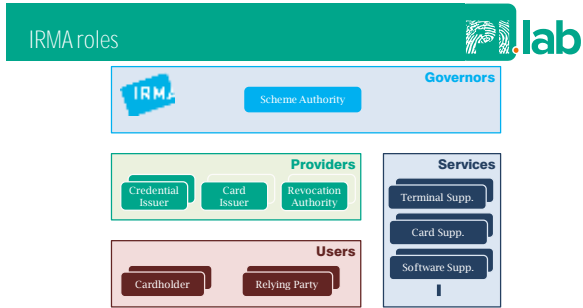 IRMA roles
PI.lab
Governors
IRMA
Scheme Authority
Providers
Credential
Issuer
Card
Issuer
Revocation
Authority
Services
Terminal Supp.
Card Supp.
Software Supp.
Users
Cardholder
Relying Party